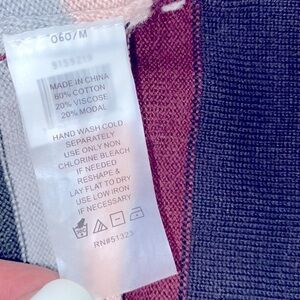 060/M
MADE IN CHINA
60% COTTON
20% VISCOSE
20% MODAL
HAND WASH COLD
SEPARATELY
USE ONLY NON
CHLORINE BLEACH
IF NEEDED
RESHAPE &
LAY FLAT TO DRY
USE LOW IRON
IF NECESSARY
RN#51323